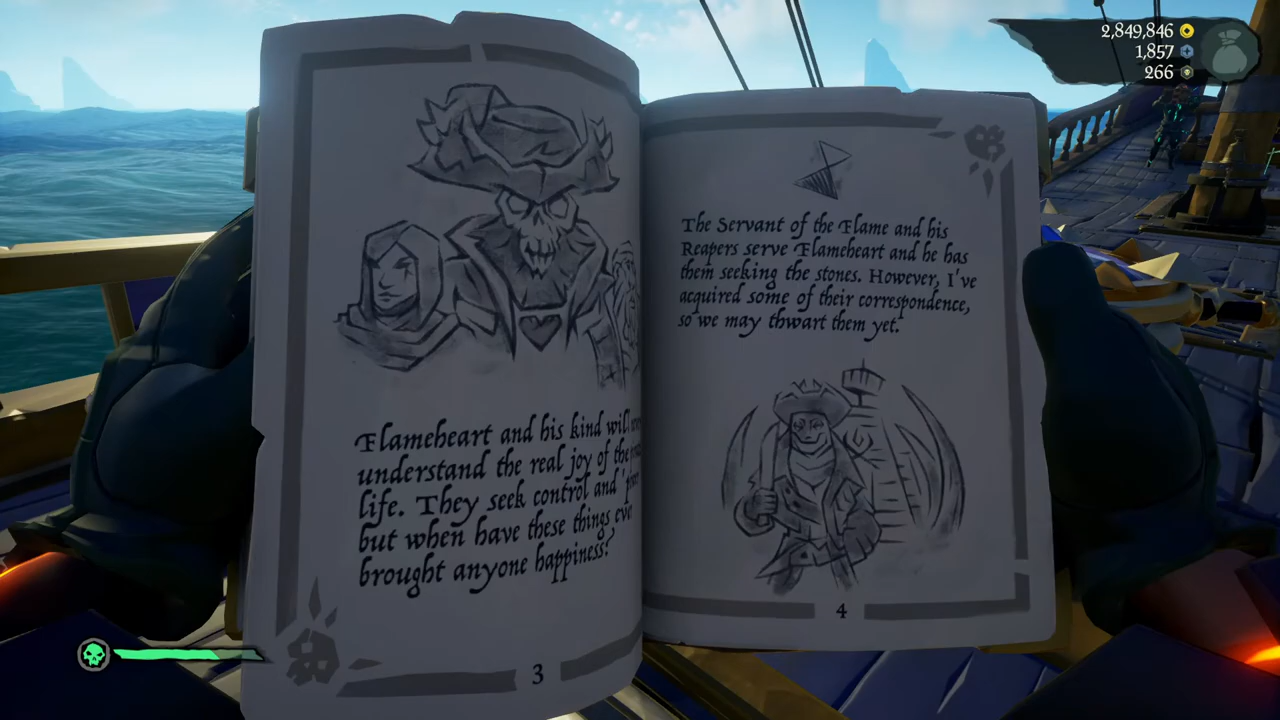 2,849,846
1,857
266
Flameheart and his kind will
understand the real joy of the
life. They seek control and
but when have these things
brought anyone happiness?
3
The Servant of the Flame and his
Reapers serve Flameheart and he has
them seeking the stones. However, I've
acquired some of their correspondence,
so we may thwart them yet.
4